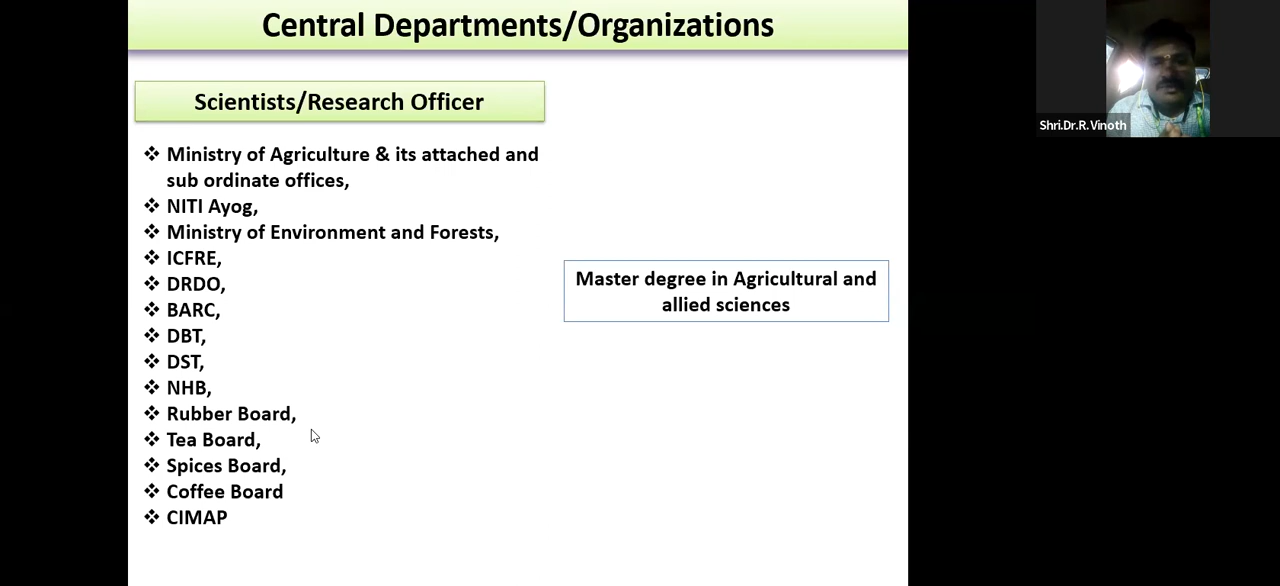 Central Departments/Organizations
Scientists/Research Officer
❖ Ministry of Agriculture & its attached and
sub ordinate offices,
❖ NITI Ayog,
❖ Ministry of Environment and Forests,
❖ ICFRE,
❖ DRDO,
❖ BARC,
❖ DBT,
❖ DST,
❖ NHB,
❖ Rubber Board,
❖ Tea Board,
❖ Spices Board,
❖ Coffee Board
❖ CIMAP
Master degree in Agricultural and
allied sciences
Shri.Dr.R.Vinoth